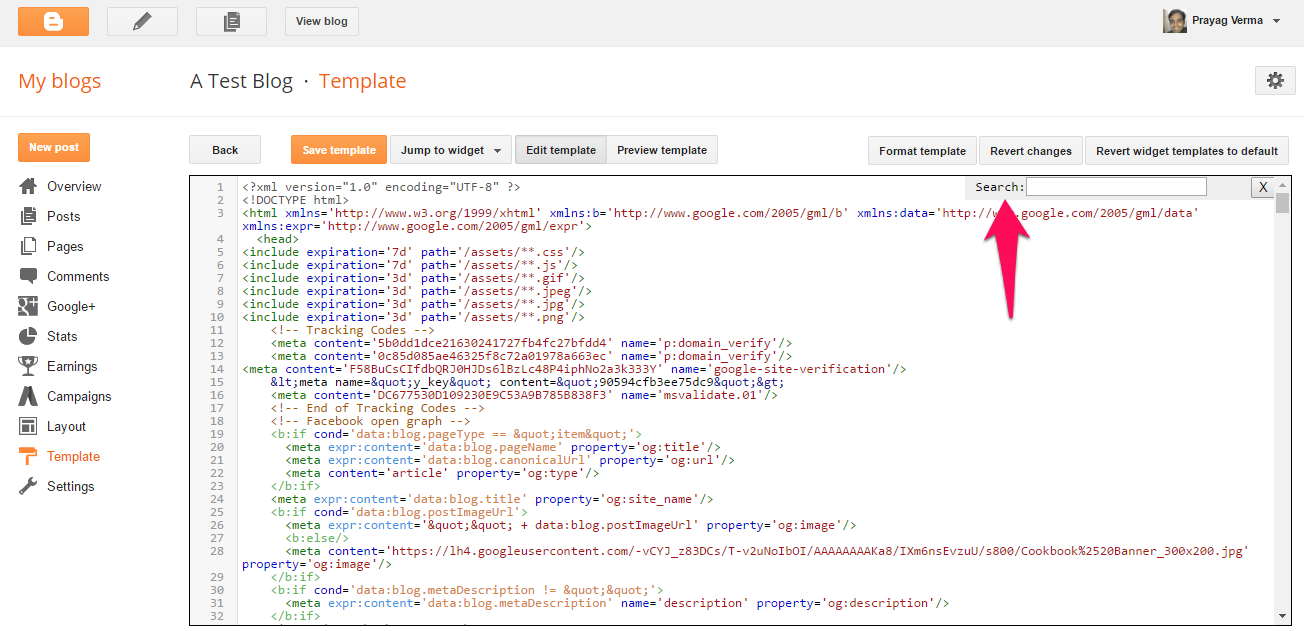 View blog
Prayag Verma
My blogs
A Test Blog · Template
New post
Back
Save template
Jump to widget
Edit template
Preview template
Format template
Revert changes
Revert widget templates to default
Overview
Posts
Pages
Comments
Google+
Stats
Earnings
Campaigns
Layout
Template
Settings
Search:
X
1 <?xml version="1.0" encoding="UTF-8" ?>
2 <!DOCTYPE html>
3 <html xmlns='http://www.w3.org/1999/xhtml' xmlns:b='http://www.google.com/2005/gml/b' xmlns:data='http://www.google.com/2005/gml/data'
xmlns:expr='http://www.google.com/2005/gml/expr'>
4 <head>
5 <include expiration='7d' path='/assets/**.css'/>
6 <include expiration='7d' path='/assets/**.js'/>
7 <include expiration='3d' path='/assets/**.gif'/>
8 <include expiration='3d' path='/assets/**.jpeg'/>
9 <include expiration='3d' path='/assets/**.jpg'/>
10 <include expiration='3d' path='/assets/**.png'/>
11 <!-- Tracking Codes -->
12 <meta content='5b0dd1dce21630241727fb4fc27bfdd4' name='p:domain_verify'/>
13 <meta content='0c85d085ae46325f8c72a01978a663ec' name='p:domain_verify'/>
14 <meta content='F58BuCsCIfdbQRJ0HJDs6lBzLc48P4iphNo2a3k333Y' name='google-site-verification'/>
15 &lt;meta name=&quot;y_key&quot; content=&quot;90594cfb3ee75dc9&quot;&gt;
16 <meta content='DC677530D109230E9C53A9B785B838F3' name='msvalidate.01'/>
17 <!-- End of Tracking Codes -->
18 <!-- Facebook open graph -->
19 <b:if cond='data:blog.pageType == &quot;item&quot;'>
20 <meta expr:content='data:blog.pageName' property='og:title'/>
21 <meta expr:content='data:blog.canonicalUrl' property='og:url'/>
22 <meta content='article' property='og:type'/>
23 </b:if>
24 <meta expr:content='data:blog.title' property='og:site_name'/>
25 <b:if cond='data:blog.postImageUrl'>
26 <meta expr:content='&quot;&quot; + data:blog.postImageUrl' property='og:image'/>
27 <b:else/>
28 <meta content='https://lh4.googleusercontent.com/-vCYJ_z83DCs/T-v2uNoIbOI/AAAAAAAAKa8/IXm6nsEvzuU/s800/Cookbook%2520Banner_300x200.jpg'
property='og:image'/>
29 </b:if>
30 <b:if cond='data:blog.metaDescription != &quot;&quot;'>
31 <meta expr:content='data:blog.metaDescription' name='description' property='og:description'/>
32 </b:if>